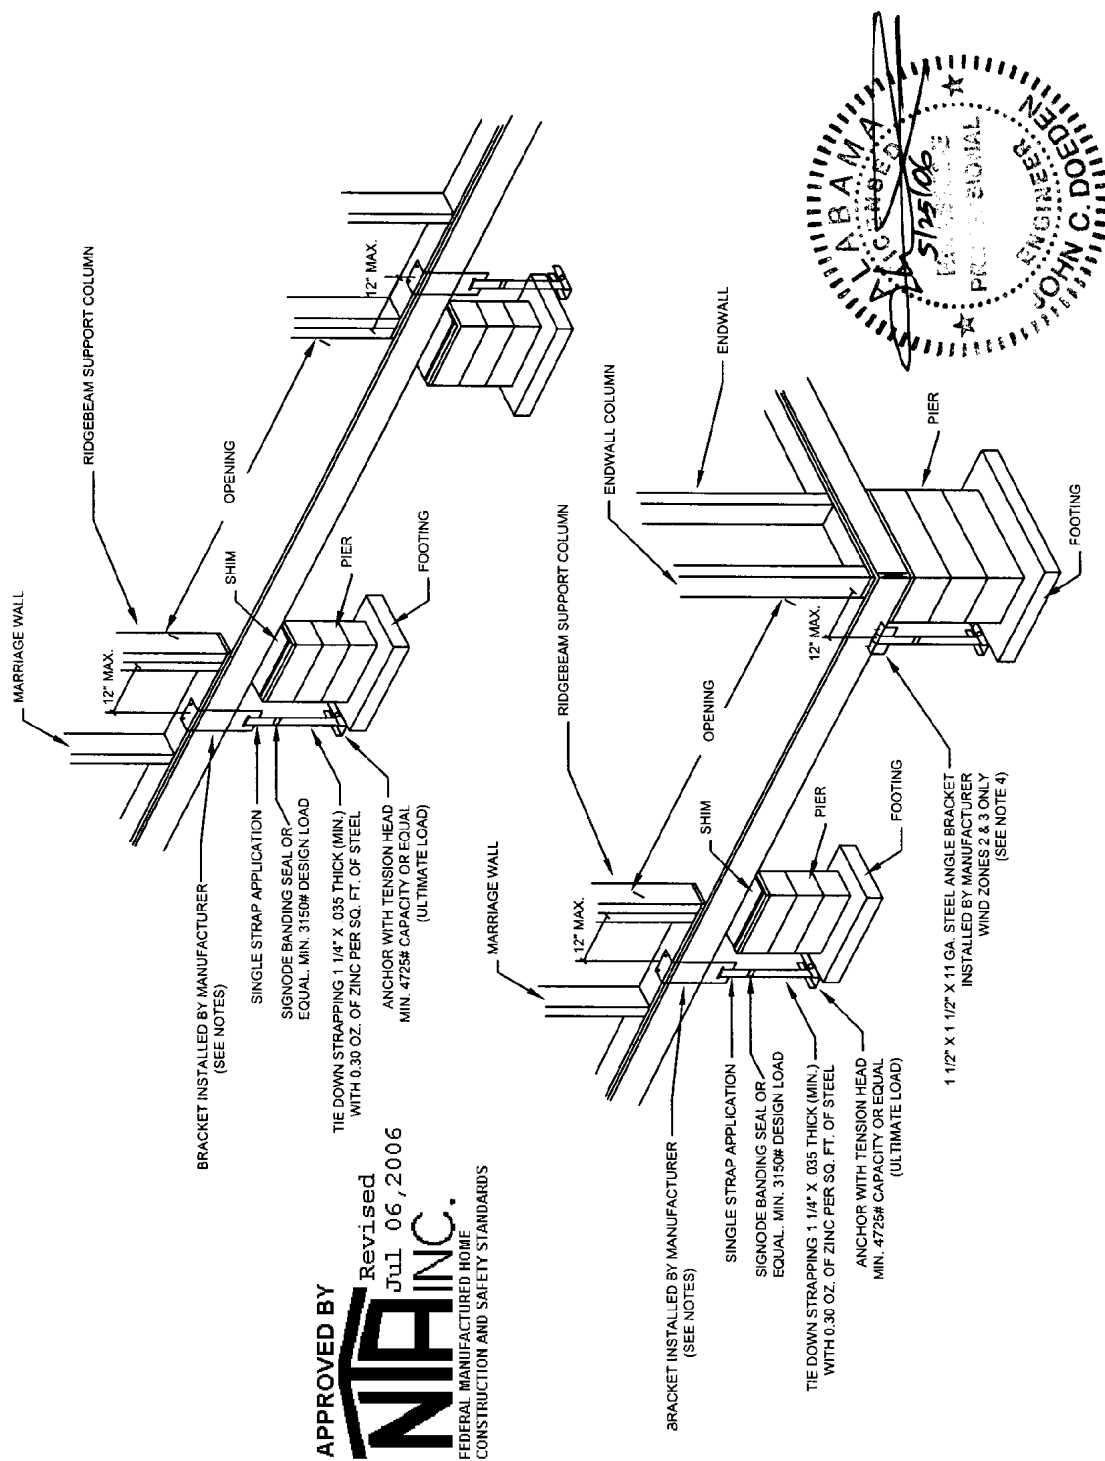 MARRIAGE WALL
RIDGEBEAM SUPPORT COLUMN
12" MAX.
OPENING
12" MAX.
SHIM
PIER
FOOTING
BRACKET INSTALLED BY MANUFACTURER
(SEE NOTES)
SINGLE STRAP APPLICATION
SIGNODE BANDING SEAL OR
EQUAL. MIN. 3150# DESIGN LOAD
TIE DOWN STRAPPING 1 1/4" X .035 THICK (MIN.)
WITH 0.30 OZ. OF ZINC PER SQ. FT. OF STEEL
ANCHOR WITH TENSION HEAD
MIN. 4725# CAPACITY OR EQUAL
(ULTIMATE LOAD)
APPROVED BY
NTA INC.
Revised
Jul 06,2006
FEDERAL MANUFACTURED HOME
CONSTRUCTION AND SAFETY STANDARDS
MARRIAGE WALL
RIDGEBEAM SUPPORT COLUMN
12" MAX.
OPENING
ENDWALL COLUMN
ENDWALL
12" MAX.
SHIM
PIER
FOOTING
PIER
FOOTING
BRACKET INSTALLED BY MANUFACTURER
(SEE NOTES)
SINGLE STRAP APPLICATION
SIGNODE BANDING SEAL OR
EQUAL. MIN. 3150# DESIGN LOAD
TIE DOWN STRAPPING 1 1/4" X .035 THICK (MIN.)
WITH 0.30 OZ. OF ZINC PER SQ. FT. OF STEEL
ANCHOR WITH TENSION HEAD
MIN. 4725# CAPACITY OR EQUAL
(ULTIMATE LOAD)
1 1/2" X 1 1/2" X 11 GA. STEEL ANGLE BRACKET
INSTALLED BY MANUFACTURER
WIND ZONES 2 & 3 ONLY
(SEE NOTE 4)
ALABAMA
LICENSED
5/25/06
PROFESSIONAL
ENGINEER
JOHN C. DOEDEN